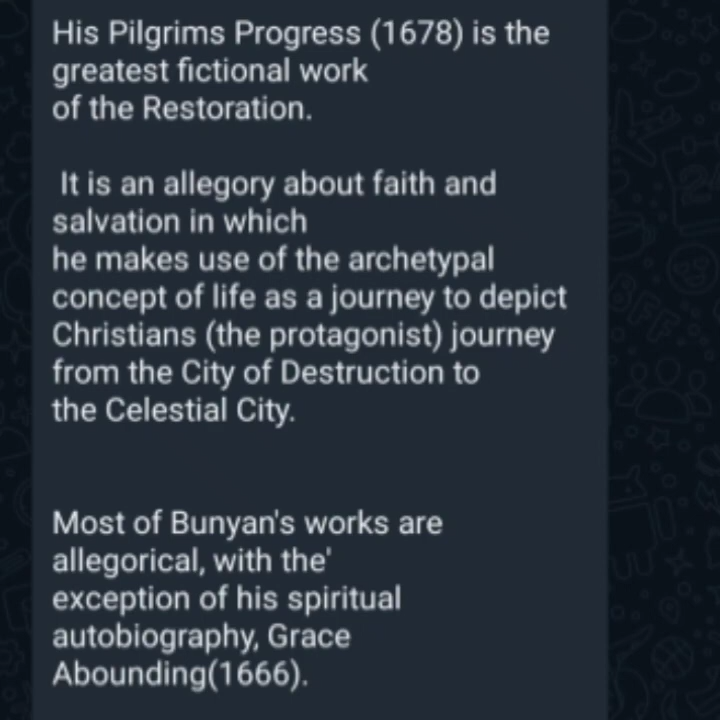 His Pilgrims Progress (1678) is the
greatest fictional work
of the Restoration.
It is an allegory about faith and
salvation in which
he makes use of the archetypal
concept of life as a journey to depict
Christians (the protagonist) journey
from the City of Destruction to
the Celestial City.
Most of Bunyan's works are
allegorical, with the'
exception of his spiritual
autobiography, Grace
Abounding(1666).